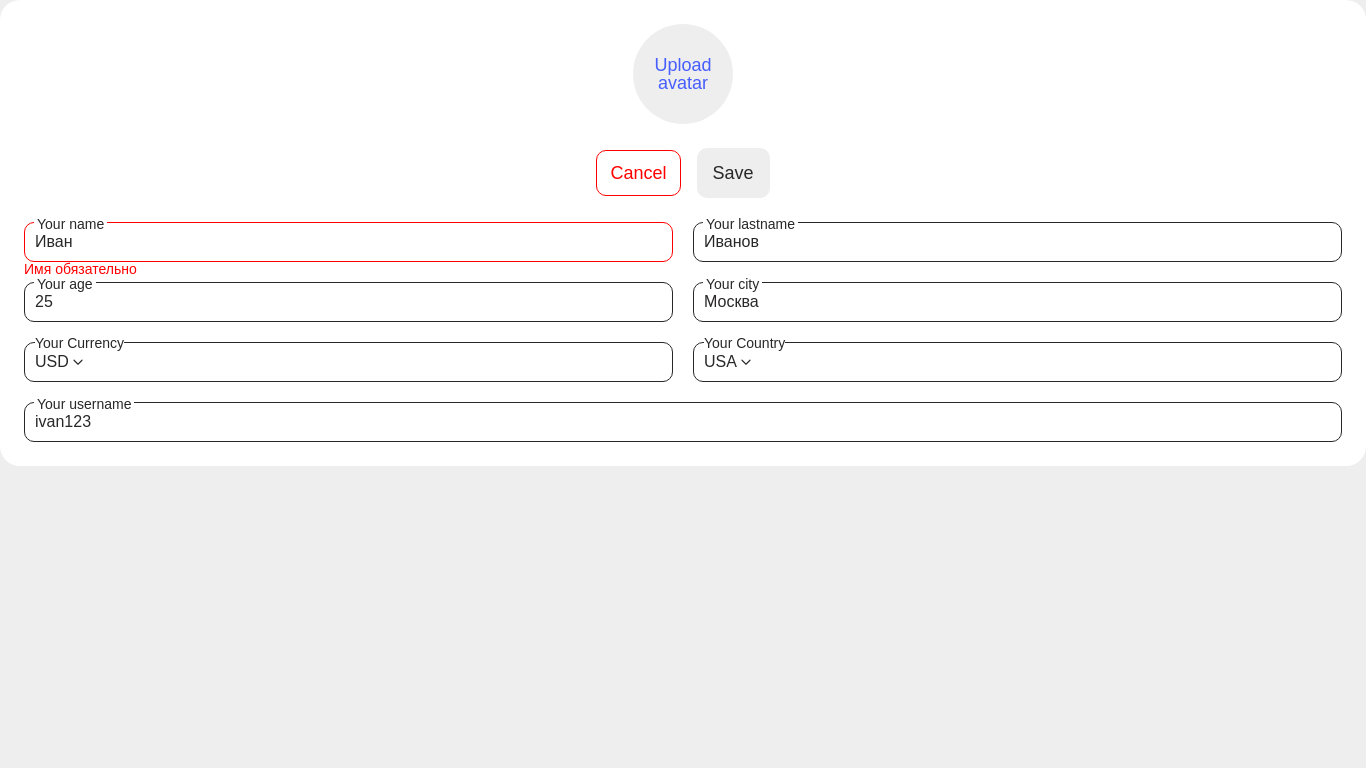 Upload
avatar
Cancel Save
Your name
Иван
Имя обязательно
Your lastname
Иванов
Your age
25
Your city
Москва
Your Currency
USD
Your Country
USA
Your username
ivan123